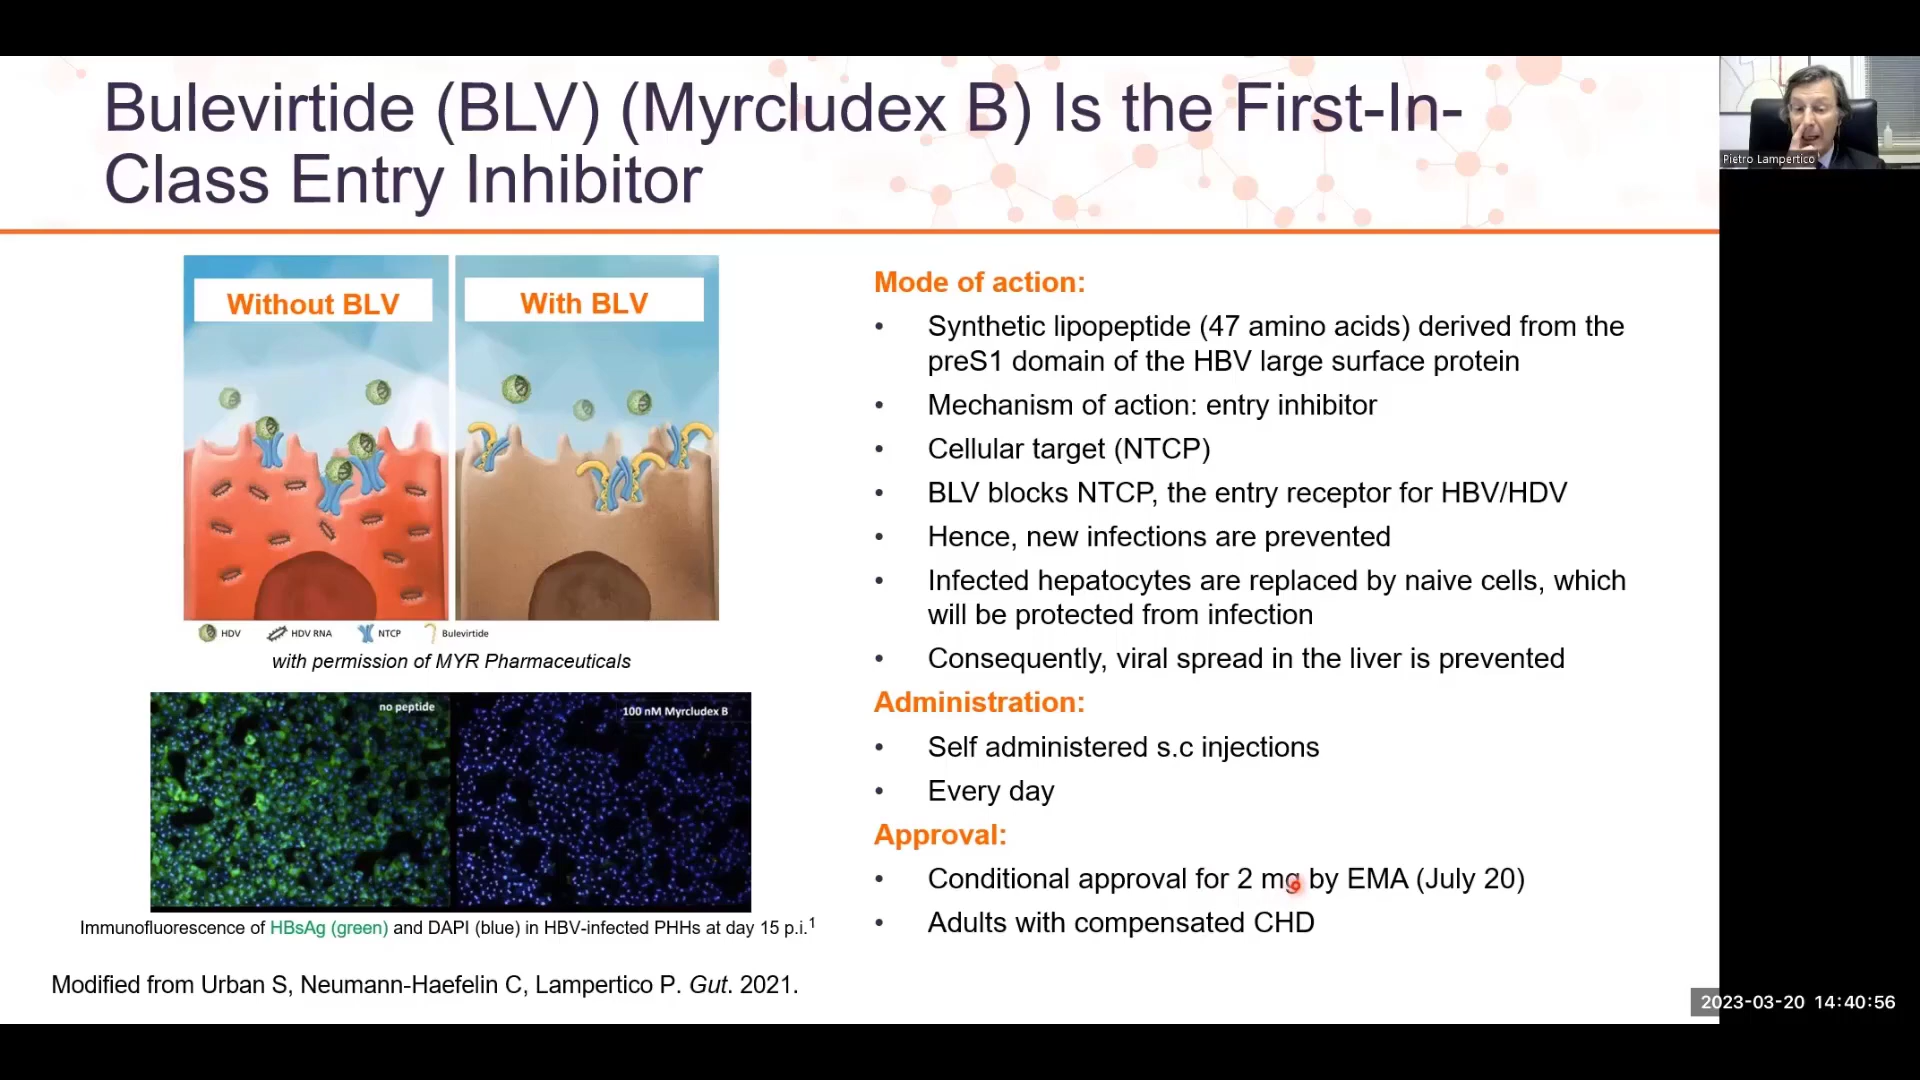 Bulevirtide (BLV) (Myrcludex B) Is the First-In-
Class Entry Inhibitor
Pietro Lampertico
Without BLV
With BLV
HDV
HDV RNA
NTCP
Bulevirtide
with permission of MYR Pharmaceuticals
no peptide
100 nM Myrcludex B
Immunofluorescence of HBsAg (green) and DAPI (blue) in HBV-infected PHHs at day 15 p.i.1
Modified from Urban S, Neumann-Haefelin C, Lampertico P. Gut. 2021.
Mode of action:
• Synthetic lipopeptide (47 amino acids) derived from the
preS1 domain of the HBV large surface protein
• Mechanism of action: entry inhibitor
• Cellular target (NTCP)
• BLV blocks NTCP, the entry receptor for HBV/HDV
• Hence, new infections are prevented
• Infected hepatocytes are replaced by naive cells, which
will be protected from infection
• Consequently, viral spread in the liver is prevented
Administration:
• Self administered s.c injections
• Every day
Approval:
• Conditional approval for 2 mg by EMA (July 20)
• Adults with compensated CHD
2023-03-20 14:40:56